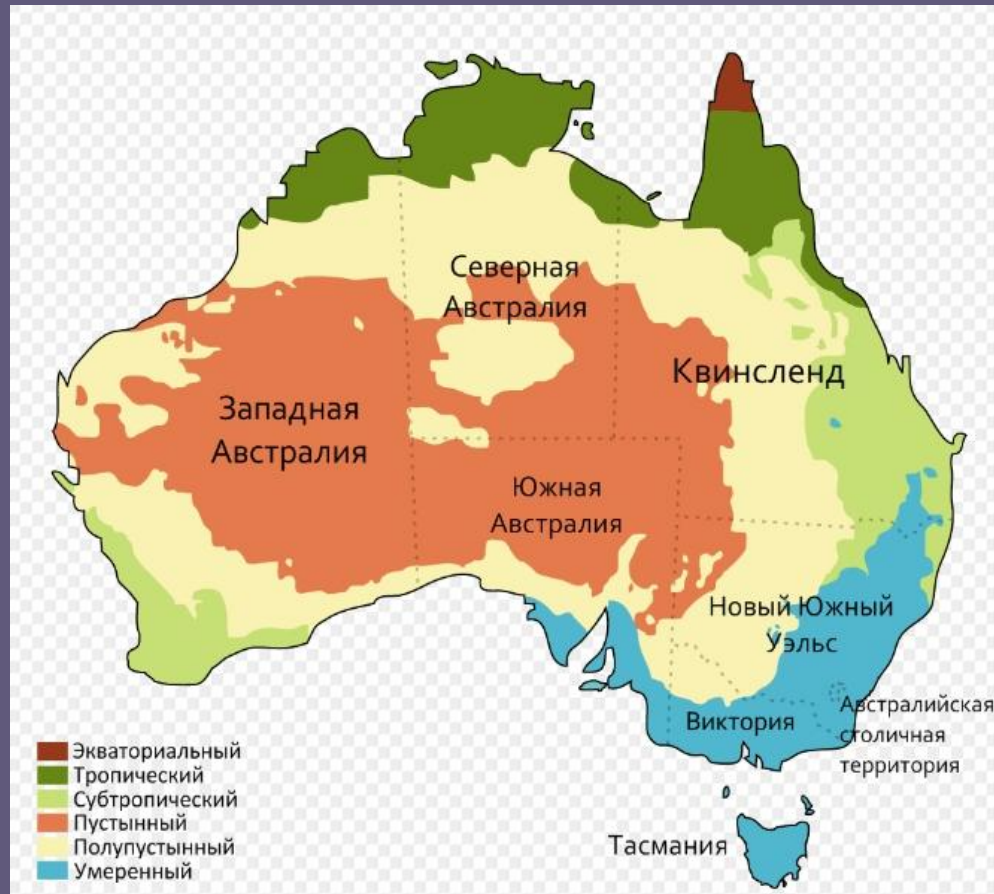 Северная
Австралия
Квинсленд
Западная
Австралия
Южная
Австралия
Новый Южный
Уэльс
Виктория
Австралийская
столичная
территория
Тасмания
Экваториальный
Тропический
Субтропический
Пустынный
Полупустынный
Умеренный